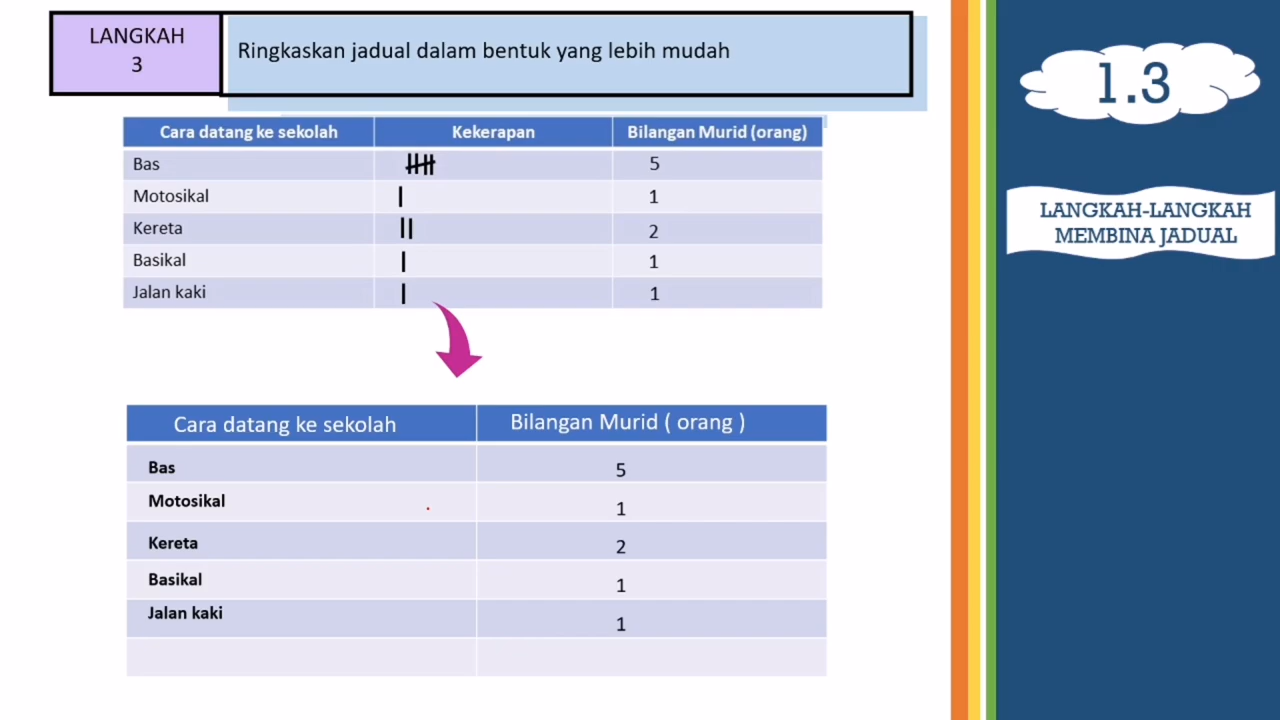 LANGKAH
3
Ringkaskan jadual dalam bentuk yang lebih mudah
1.3
LANGKAH-LANGKAH
MEMBINA JADUAL
Cara datang ke sekolah Kekerapan Bilangan Murid (orang)
Bas 5
Motosikal 1
Kereta 2
Basikal 1
Jalan kaki 1
Cara datang ke sekolah Bilangan Murid ( orang )
Bas 5
Motosikal 1
Kereta 2
Basikal 1
Jalan kaki 1